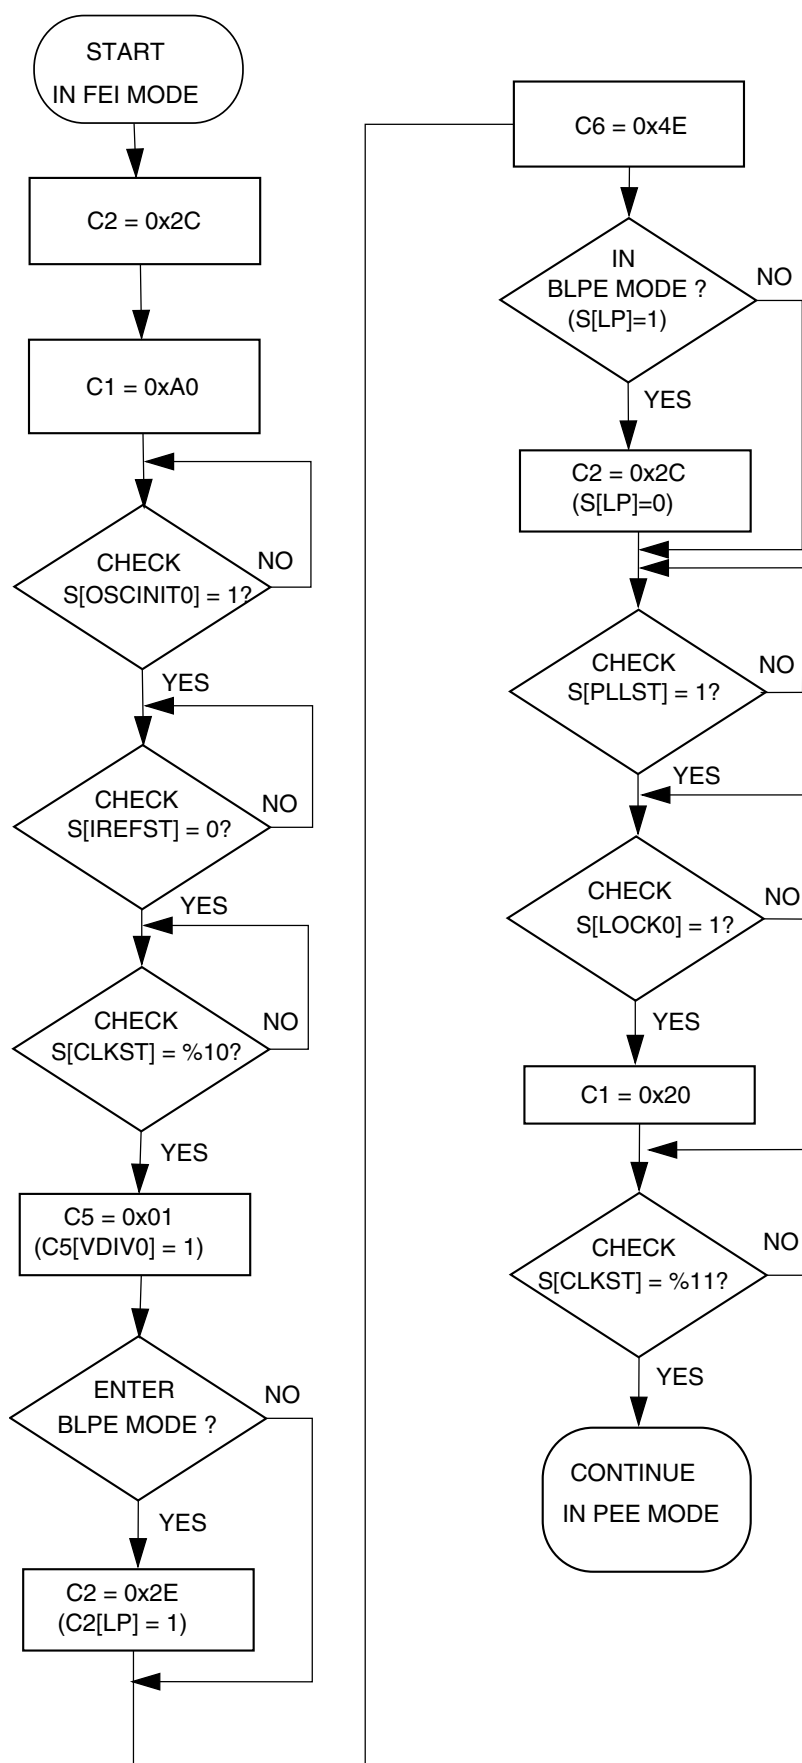 START
IN FEI MODE
C2 = 0x2C
C1 = 0xA0
CHECK
S[OSCINIT0] = 1?
NO
YES
CHECK
S[IREFST] = 0?
NO
YES
CHECK
S[CLKST] = %10?
NO
YES
C5 = 0x01
(C5[VDIV0] = 1)
ENTER
BLPE MODE ?
NO
YES
C2 = 0x2E
(C2[LP] = 1)
C6 = 0x4E
IN
BLPE MODE ?
(S[LP]=1)
NO
YES
C2 = 0x2C
(S[LP]=0)
CHECK
S[PLLST] = 1?
NO
YES
CHECK
S[LOCK0] = 1?
NO
YES
C1 = 0x20
CHECK
S[CLKST] = %11?
NO
YES
CONTINUE
IN PEE MODE